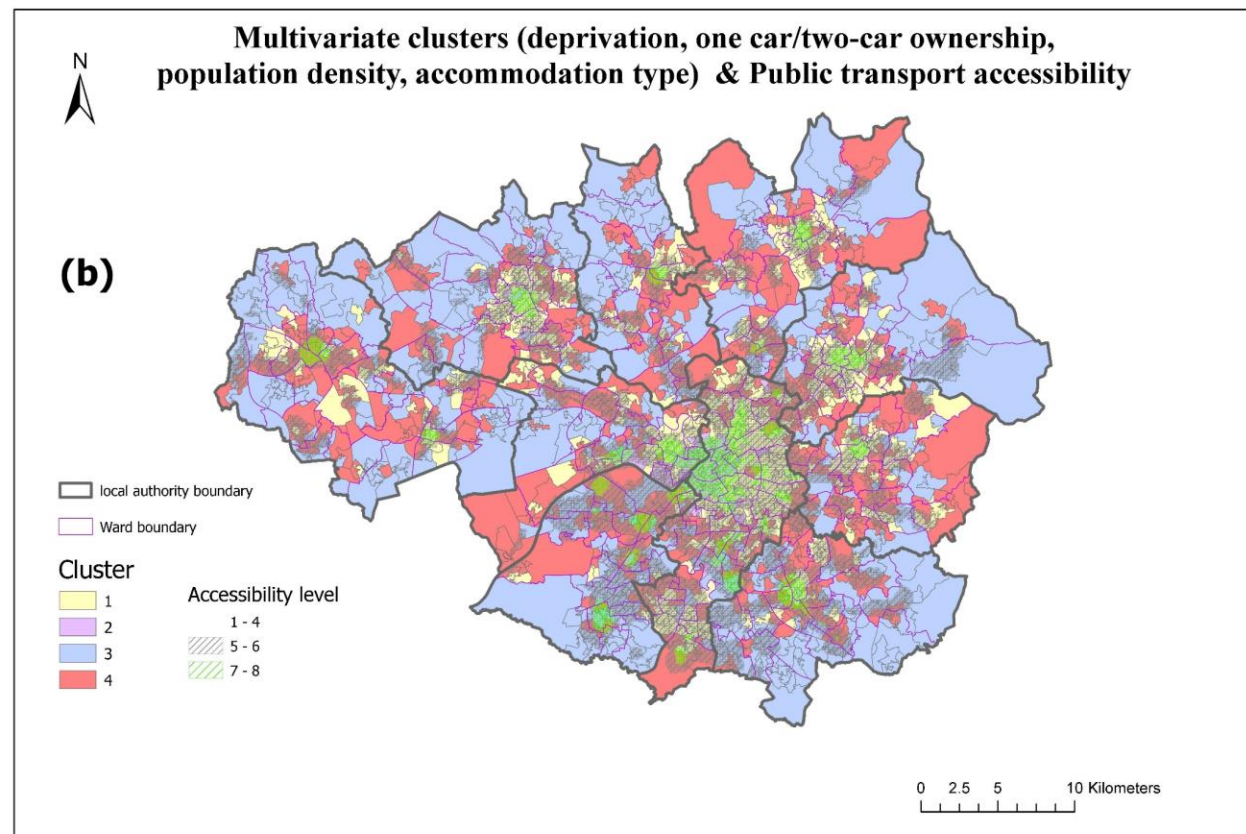 Multivariate clusters (deprivation, one car/two-car ownership,
population density, accommodation type) & Public transport accessibility
N
(b)
local authority boundary
Ward boundary
Cluster
1
2
3
4
Accessibility level
1 - 4
5 - 6
7 - 8
0 2.5 5 10 Kilometers